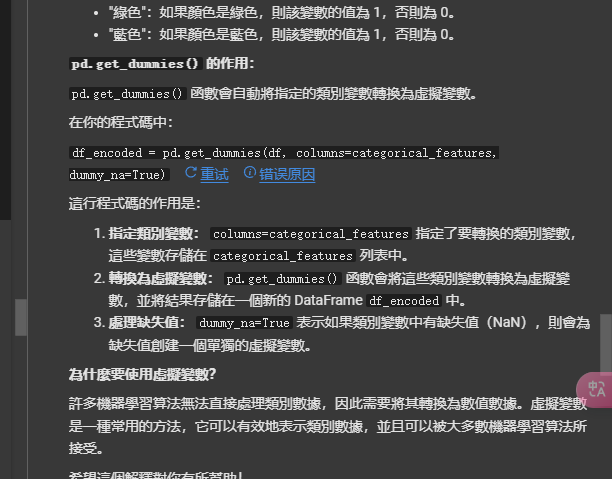 • "綠色"：如果顏色是綠色，則該變數的值為 1，否則為 0。
• "藍色"：如果顏色是藍色，則該變數的值為 1，否則為 0。
pd.get_dummies() 的作用：
pd.get_dummies() 函數會自動將指定的類別變數轉換為虛擬變數。
在你的程式碼中：
df_encoded = pd.get_dummies(df, columns=categorical_features,
dummy_na=True) 重试 错误原因
這行程式碼的作用是：
1. 指定類別變數： columns=categorical_features 指定了要轉換的類別變數，
這些變數存儲在 categorical_features 列表中。
2. 轉換為虛擬變數： pd.get_dummies() 函數會將這些類別變數轉換為虛擬變
數，並將結果存儲在一個新的 DataFrame df_encoded 中。
3. 處理缺失值： dummy_na=True 表示如果類別變數中有缺失值（NaN），則會為
缺失值創建一個單獨的虛擬變數。
為什麼要使用虛擬變數？
許多機器學習算法無法直接處理類別數據，因此需要將其轉換為數值數據。虛擬變數
是一種常用的方法，它可以有效地表示類別數據，並且可以被大多數機器學習算法所
接受。
希望這個解釋對你有所幫助！